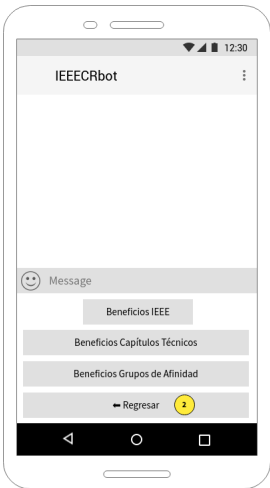 12:30
IEEECRbot
Message
Beneficios IEEE
Beneficios Capítulos Técnicos
Beneficios Grupos de Afinidad
⬅ Regresar 2